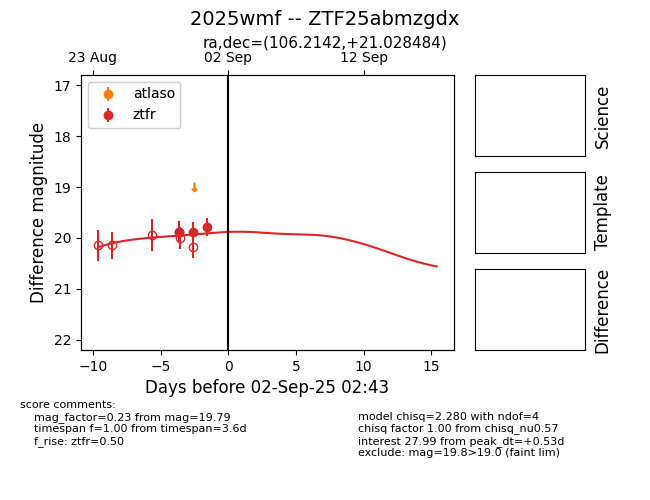 2025wmf -- ZTF25abmzgdx
ra,dec=(106.2142,+21.028484)
23 Aug 02 Sep 12 Sep
atlaso
ztfr
17
18
19
20
21
22
Difference magnitude
−10 −5 0 5 10 15
Days before 02-Sep-25 02:43
Science
Template
Difference
score comments:
mag_factor=0.23 from mag=19.79
timespan f=1.00 from timespan=3.6d
f_rise: ztfr=0.50
model chisq=2.280 with ndof=4
chisq factor 1.00 from chisq_nu0.57
interest 27.99 from peak_dt=+0.53d
exclude: mag=19.8>19.0 (faint lim)